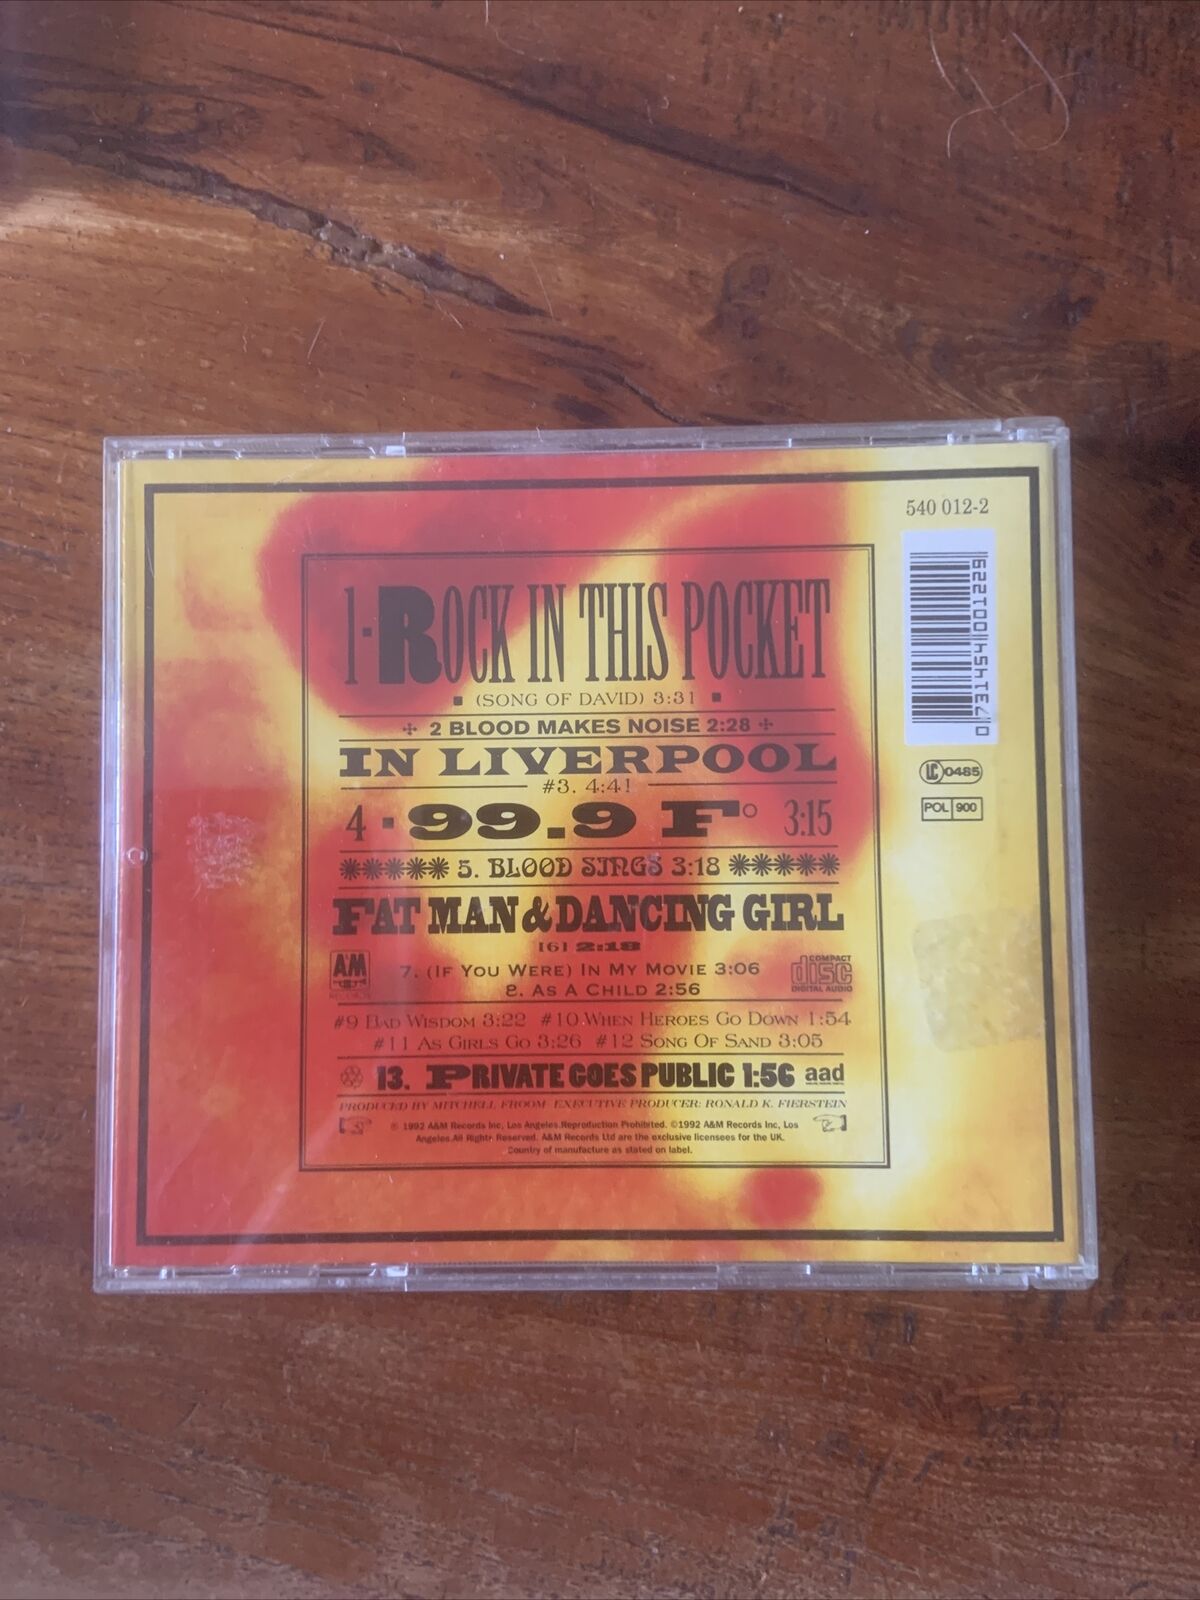 540 012-2
1·ROCK IN THIS POCKET
(SONG OF DAVID) 3:31
2 BLOOD MAKES NOISE 2:28
IN LIVERPOOL
#3. 4:41
4 · 99.9 F° 3:15
5. BLOOD SINGS 3:18
FAT MAN & DANCING GIRL
[6] 2:18
7. (IF YOU WERE) IN MY MOVIE 3:06
8. AS A CHILD 2:56
#9 BAD WISDOM 3:22 #10 WHEN HEROES GO DOWN 1:54
#11 AS GIRLS GO 3:26 #12 SONG OF SAND 3:05
13. PRIVATE GOES PUBLIC 1:56 aad
PRODUCED BY MITCHELL FROOM EXECUTIVE PRODUCER: RONALD K. FIERSTEIN
℗ 1992 A&M Records Inc, Los Angeles.Reproduction Prohibited. ©1992 A&M Records Inc, Los
Angeles.All Rights Reserved. A&M Records Ltd are the exclusive licensees for the UK.
Country of manufacture as stated on label.
A&M
RECORDS
COMPACT
disc
DIGITAL AUDIO
0 731454 001229
LC 0485
POL 900